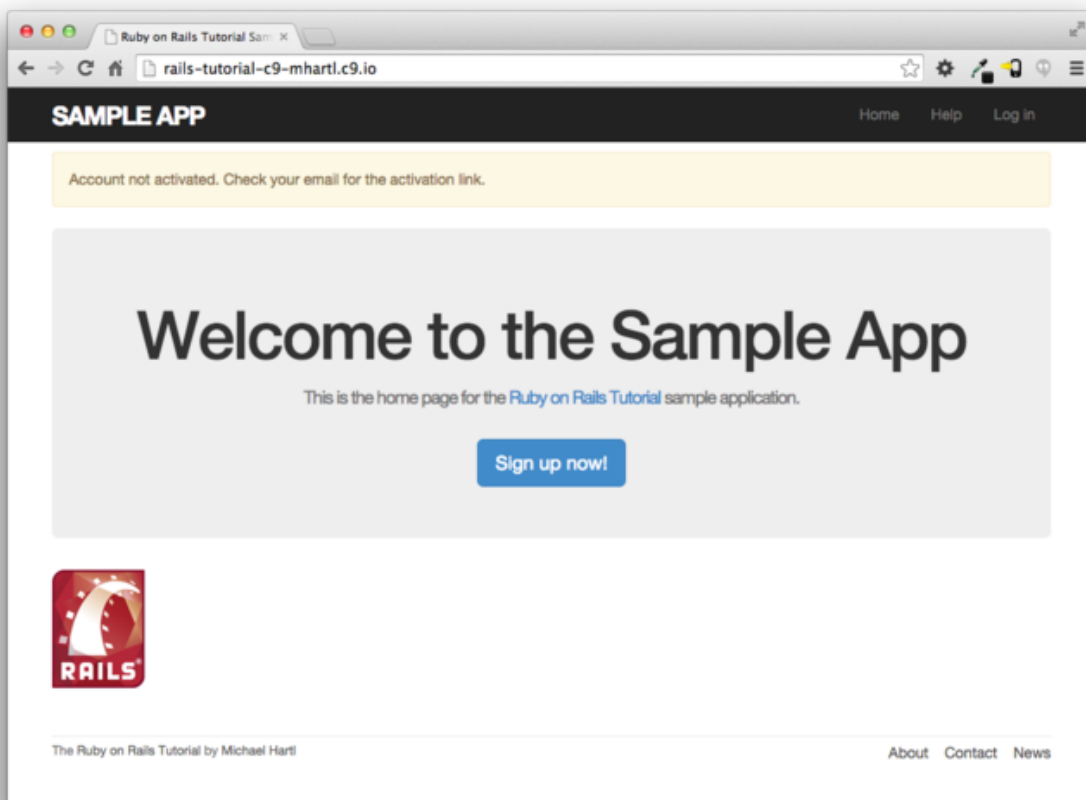 Ruby on Rails Tutorial Sam
rails-tutorial-c9-mhartl.c9.io
SAMPLE APP
Home Help Log in
Account not activated. Check your email for the activation link.
Welcome to the Sample App
This is the home page for the Ruby on Rails Tutorial sample application.
Sign up now!
RAILS
The Ruby on Rails Tutorial by Michael Hartl
About Contact News